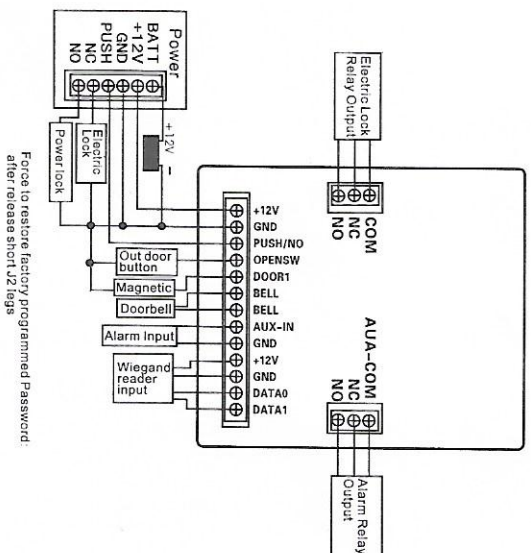 Power
BATT
+12V
GND
PUSH
NC
NO
+12V
−
Electric
Lock
Power lock
Electric Lock
Relay Output
COM
NC
NO
AUA-COM
NC
NO
Alarm Relay
Output
+12V
GND
PUSH/NO
OPENSW
DOOR1
BELL
BELL
AUX-IN
GND
+12V
GND
DATA0
DATA1
Out door
button
Magnetic
Doorbell
Alarm Input
Wiegand
reader
input
Force to restore factory programmed Password:
after release short J2 legs